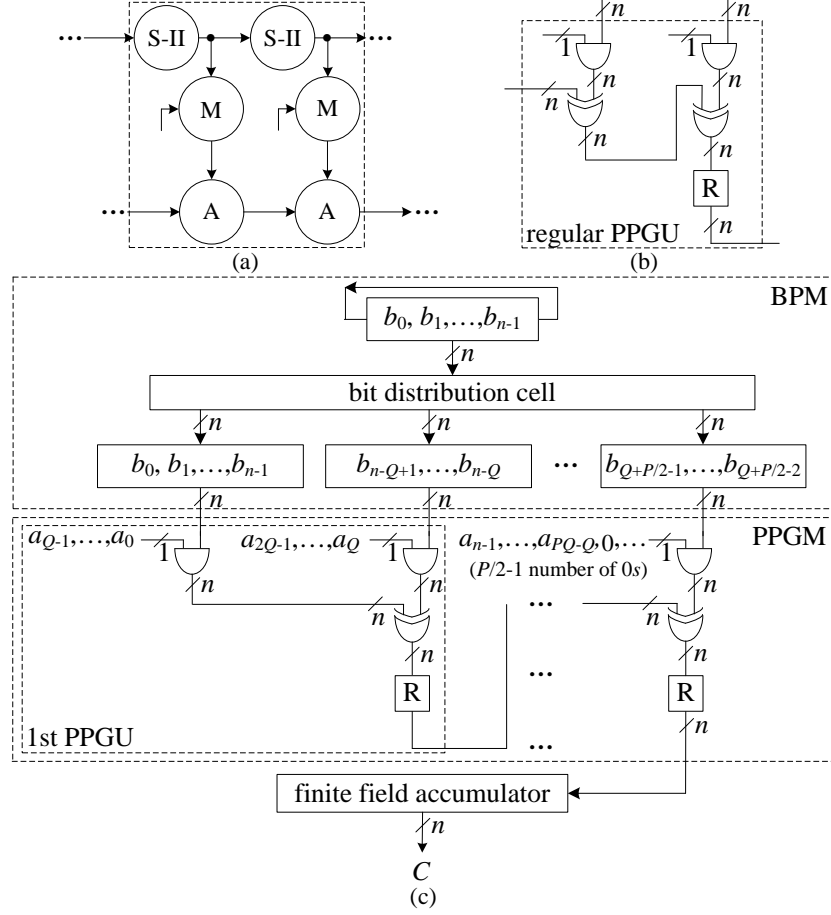 ... S-II S-II ...
M M
... A A ...
(a)
n n
1 1
n n
n
n n
R
n
regular PPGU
(b)
BPM
b0, b1,...,bn-1
n
bit distribution cell
n n n
b0, b1,...,bn-1 bn-Q+1,...,bn-Q ... bQ+P/2-1,...,bQ+P/2-2
n n n
PPGM
aQ-1,...,a0 1 a2Q-1,...,aQ 1 an-1,...,aPQ-Q,0,... 1
(P/2-1 number of 0s)
n n n
n ... n
n n
R ... R
1st PPGU ... n
finite field accumulator
n
C
(c)